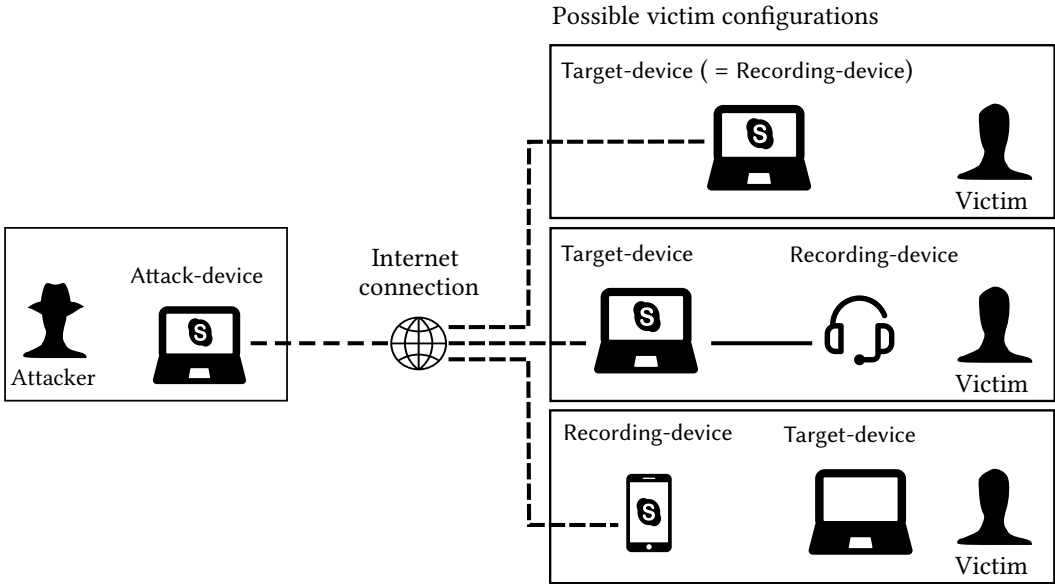 Possible victim configurations
Target-device ( = Recording-device)
S
Victim
Attack-device
S
Attacker
Internet
connection
Target-device
Recording-device
S
Victim
Recording-device
Target-device
S
Victim